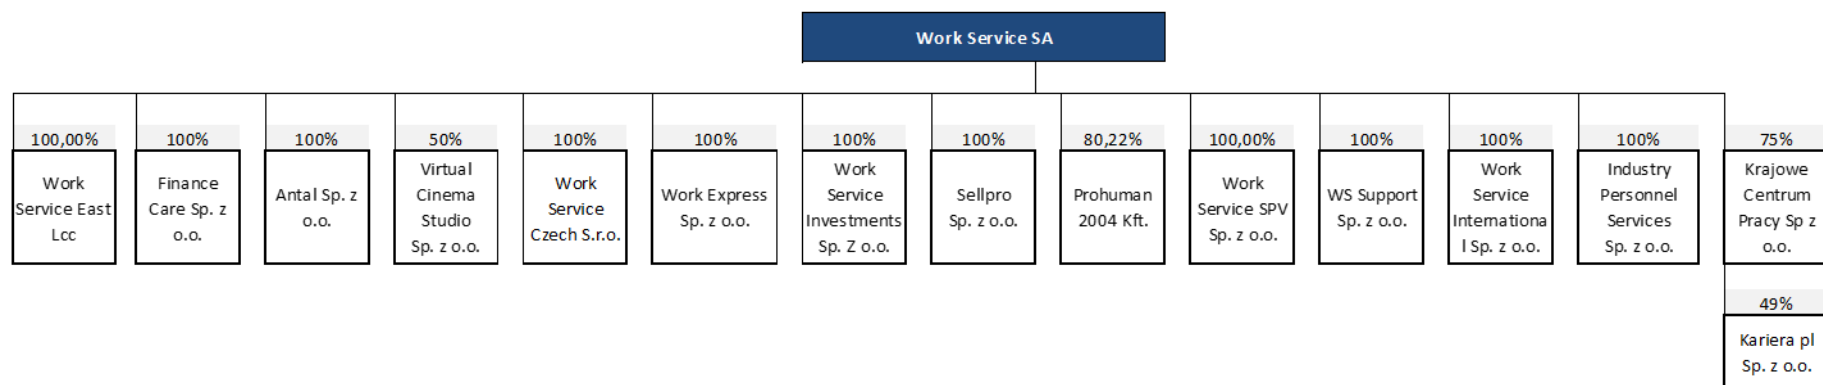 Work Service SA
100,00%
Work
Service East
Lcc
100%
Finance
Care Sp. z
o.o.
100%
Antal Sp. z
o.o.
50%
Virtual
Cinema
Studio
Sp. z o.o.
100%
Work
Service
Czech S.r.o.
100%
Work Express
Sp. z o.o.
100%
Work
Service
Investments
Sp. Z o.o.
100%
Sellpro
Sp. z o.o.
80,22%
Prohuman
2004 Kft.
100,00%
Work
Service SPV
Sp. z o.o.
100%
WS Support
Sp. z o.o.
100%
Work
Service
Internationa
l Sp. z o.o.
100%
Industry
Personnel
Services
Sp. z o.o.
75%
Krajowe
Centrum
Pracy Sp z
o.o.
49%
Kariera pl
Sp. z o.o.